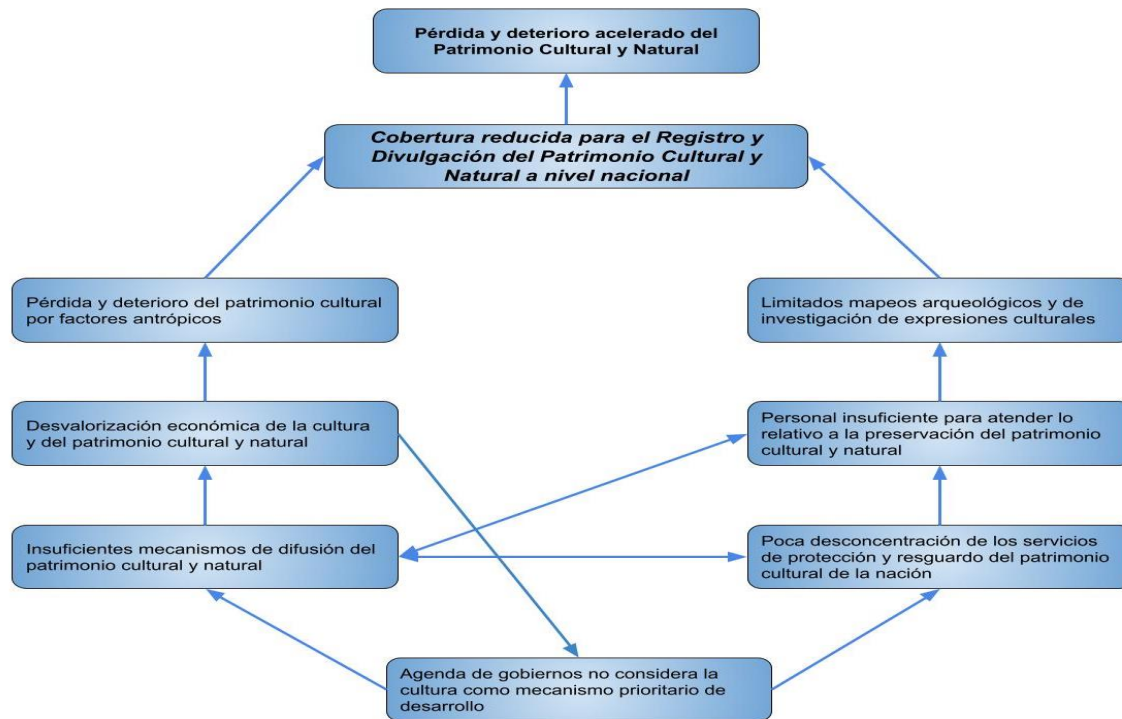 Pérdida y deterioro acelerado del
Patrimonio Cultural y Natural
Cobertura reducida para el Registro y
Divulgación del Patrimonio Cultural y
Natural a nivel nacional
Pérdida y deterioro del patrimonio cultural
por factores antrópicos
Limitados mapeos arqueológicos y de
investigación de expresiones culturales
Desvalorización económica de la cultura
y del patrimonio cultural y natural
Personal insuficiente para atender lo
relativo a la preservación del patrimonio
cultural y natural
Insuficientes mecanismos de difusión del
patrimonio cultural y natural
Poca desconcentración de los servicios
de protección y resguardo del patrimonio
cultural de la nación
Agenda de gobiernos no considera la
cultura como mecanismo prioritario de
desarrollo